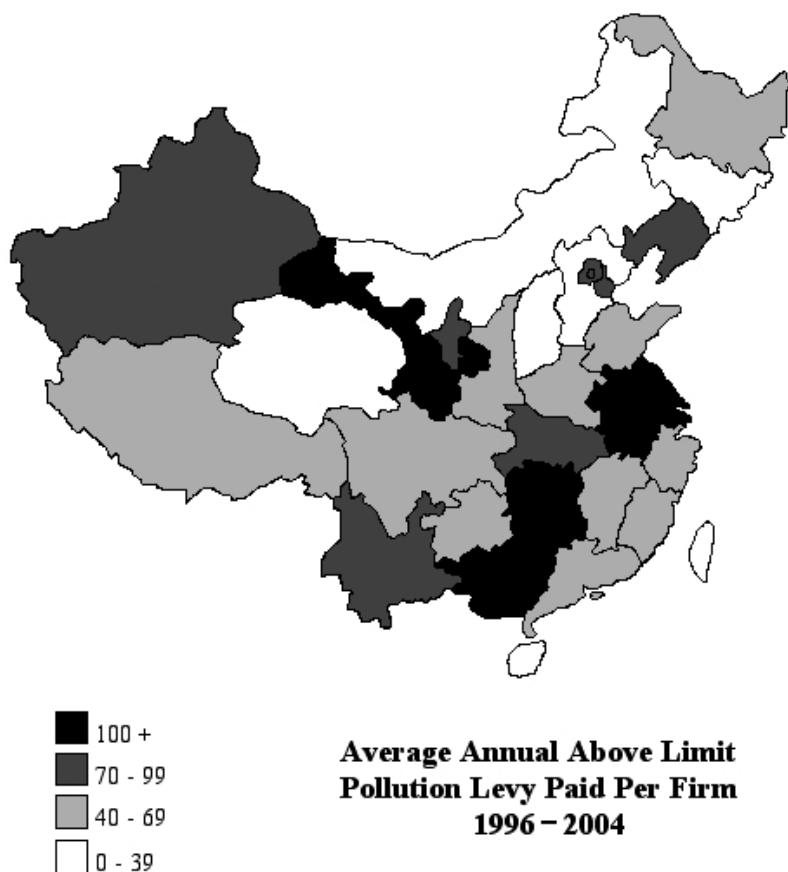 100 +
70 - 99
40 - 69
0 - 39
Average Annual Above Limit
Pollution Levy Paid Per Firm
1996 – 2004